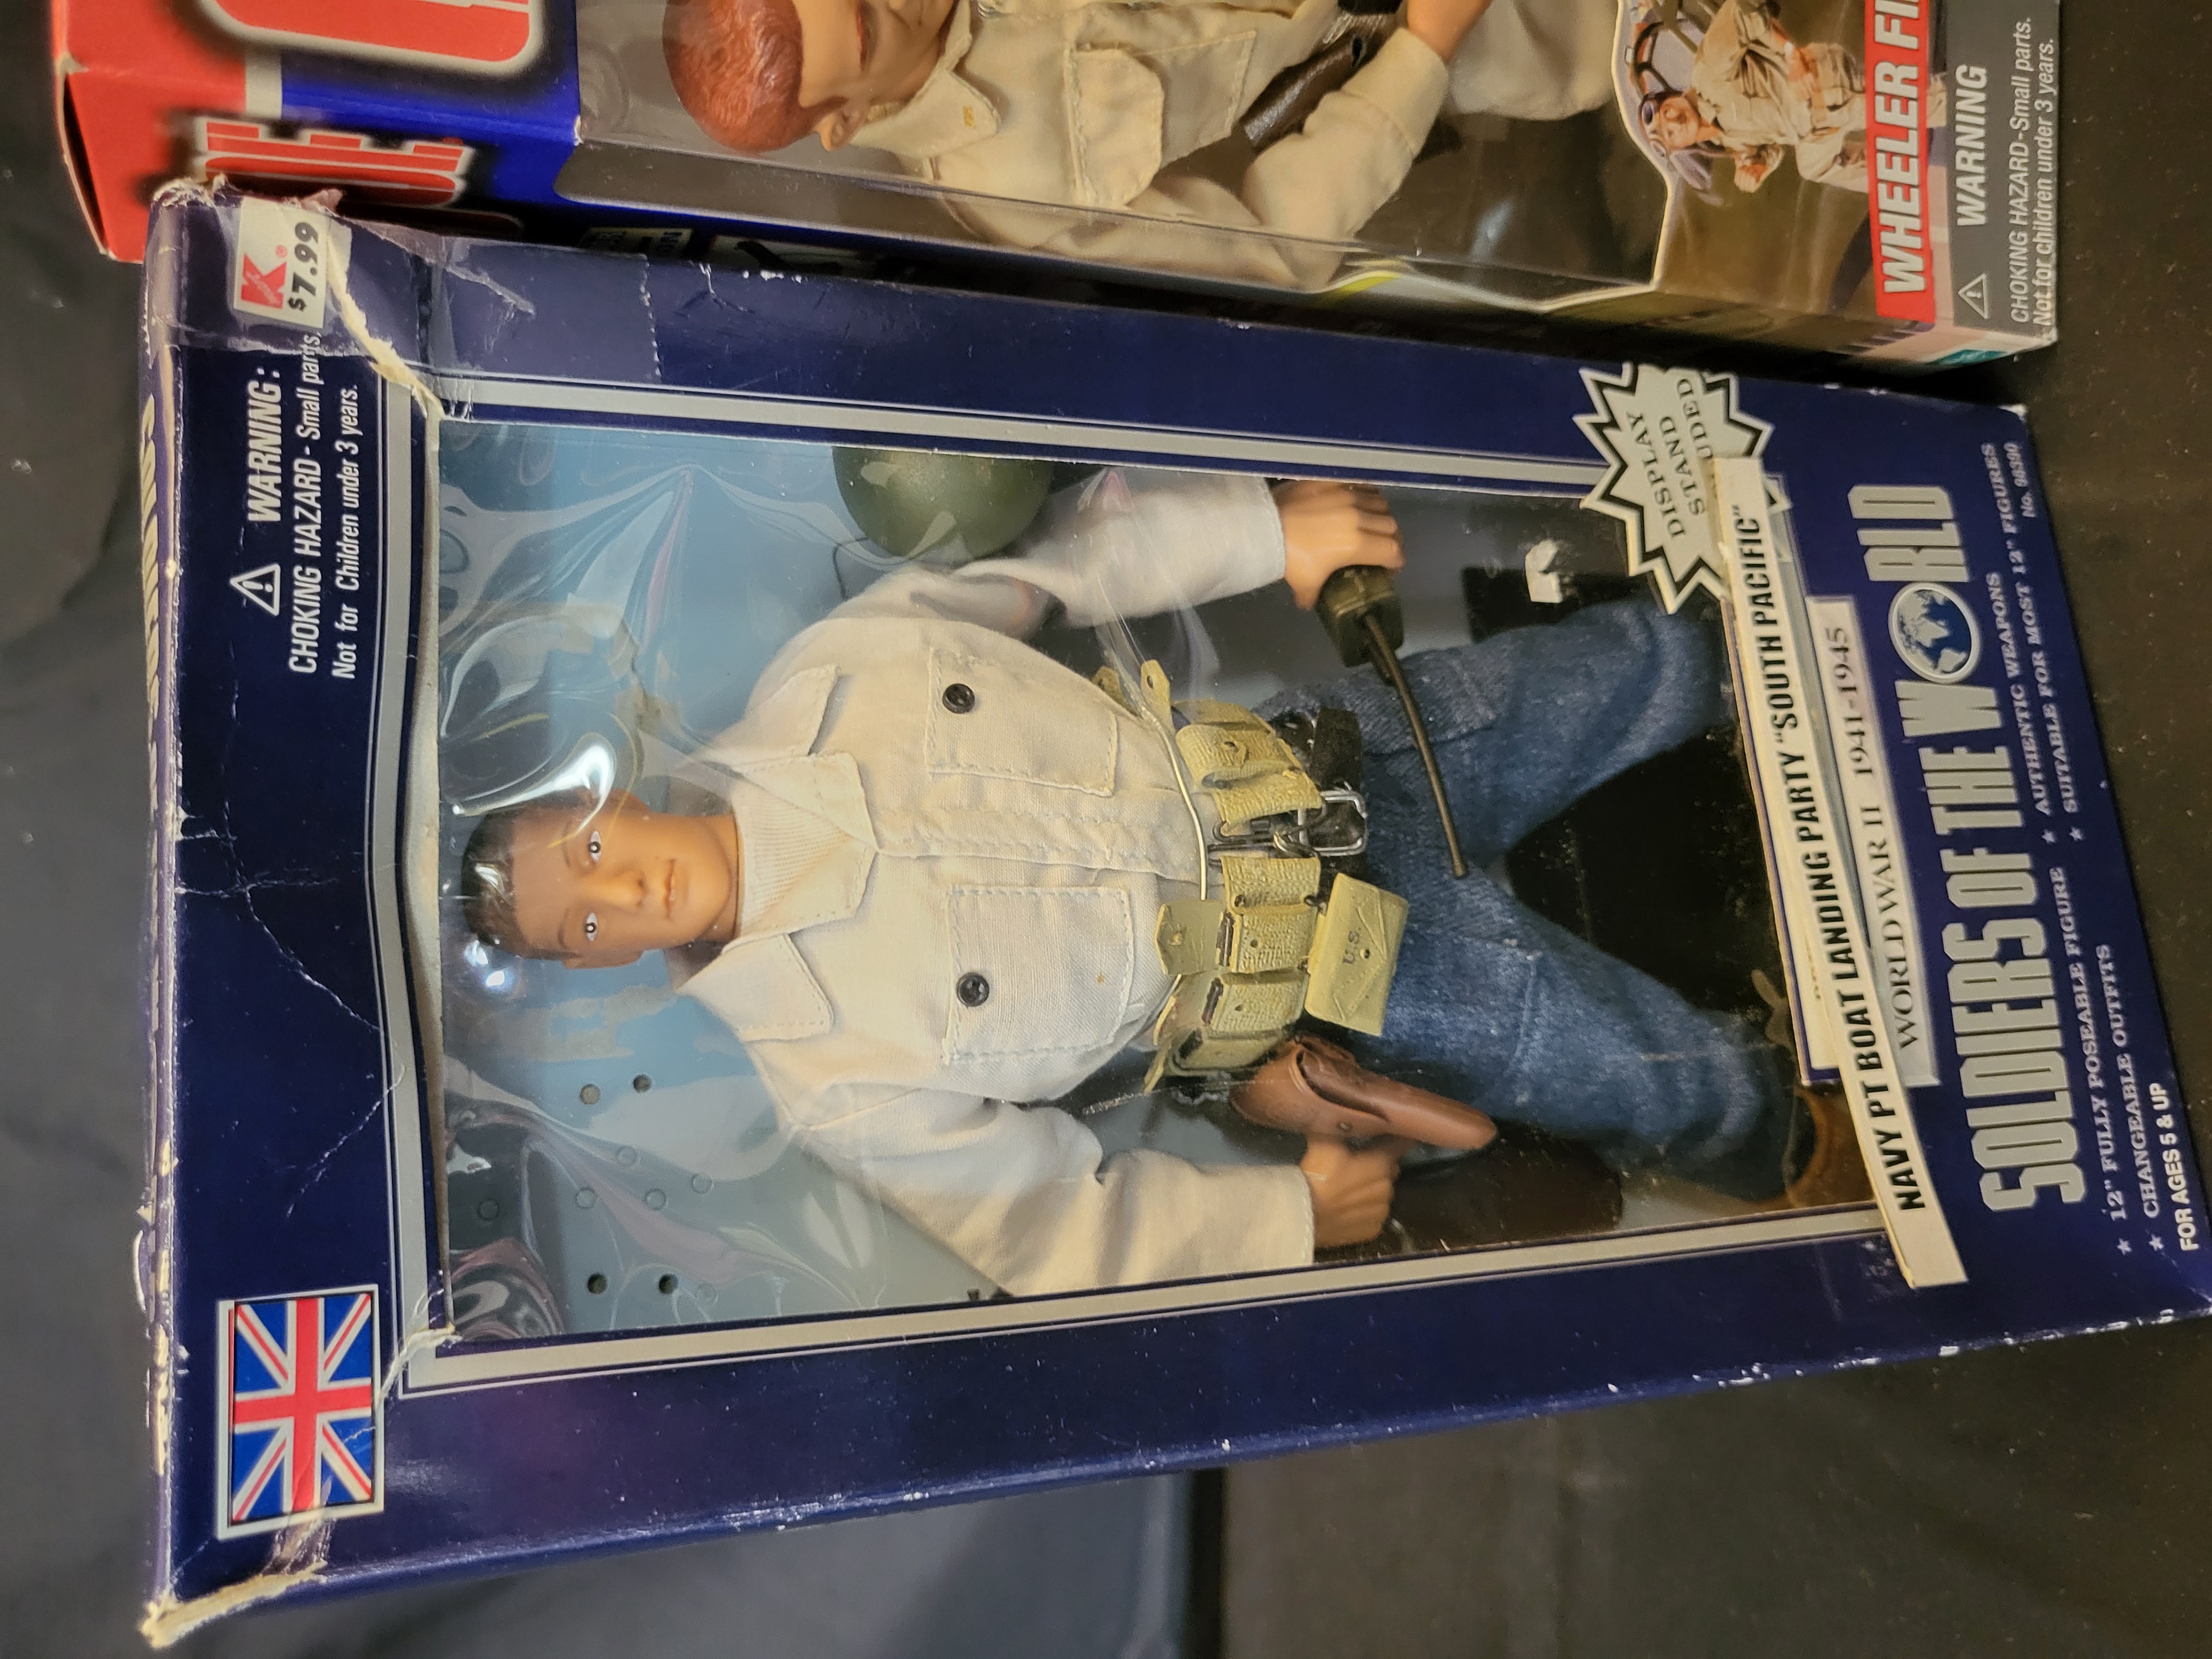 WARNING:
CHOKING HAZARD- Small parts.
Not for Children under 3 years.
K
$7.99
DISPLAY
STAND
NAVY PT BOAT LANDING PARTY "SOUTH PACIFIC"
WORLD WAR II 1941-1945
SOLDIERS OF THE WORLD
★ 12" FULLY POSEABLE FIGURE ★ AUTHENTIC WEAPONS
★ CHANGEABLE OUTFITS ★ SUITABLE FOR MOST 12" FIGURES
FOR AGES 5 & UP
U.S.
WHEELER FI
WARNING
CHOKING HAZARD-Small parts.
Not for children under 3 years.